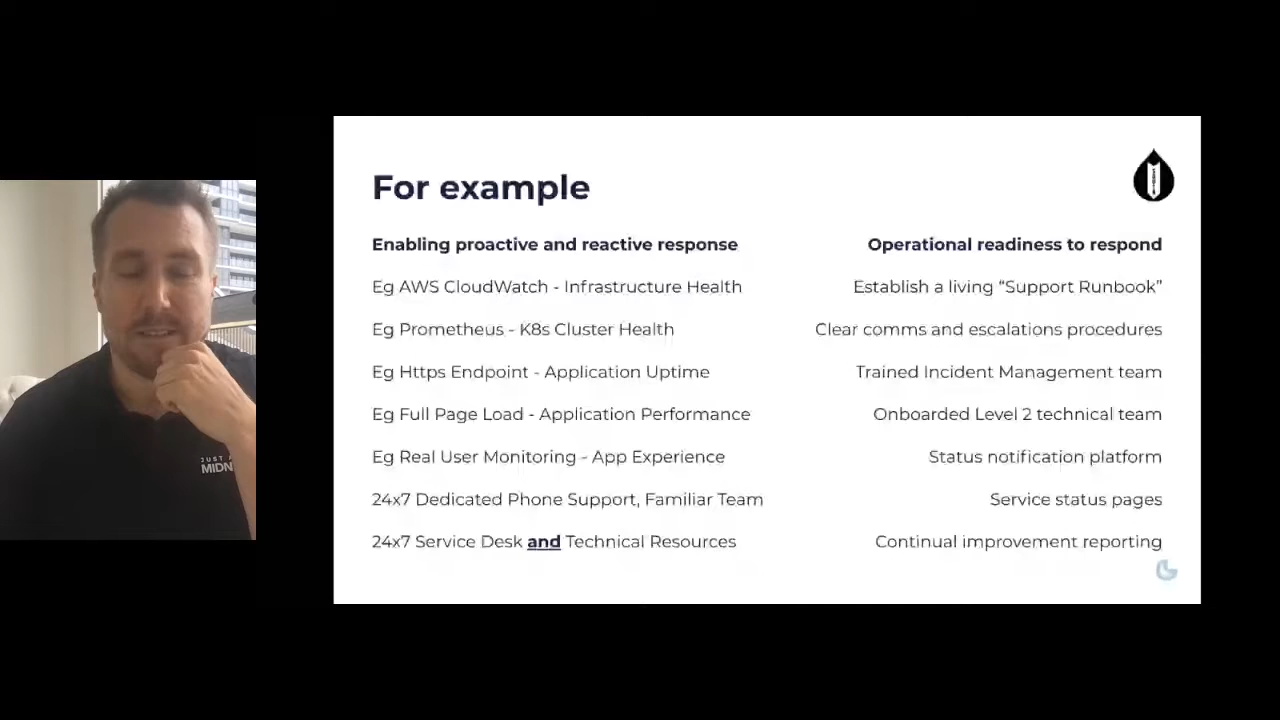 For example
Enabling proactive and reactive response
Eg AWS CloudWatch - Infrastructure Health
Eg Prometheus - K8s Cluster Health
Eg Https Endpoint - Application Uptime
Eg Full Page Load - Application Performance
Eg Real User Monitoring - App Experience
24x7 Dedicated Phone Support, Familiar Team
24x7 Service Desk and Technical Resources
Operational readiness to respond
Establish a living “Support Runbook”
Clear comms and escalations procedures
Trained Incident Management team
Onboarded Level 2 technical team
Status notification platform
Service status pages
Continual improvement reporting
JUST
MIDN